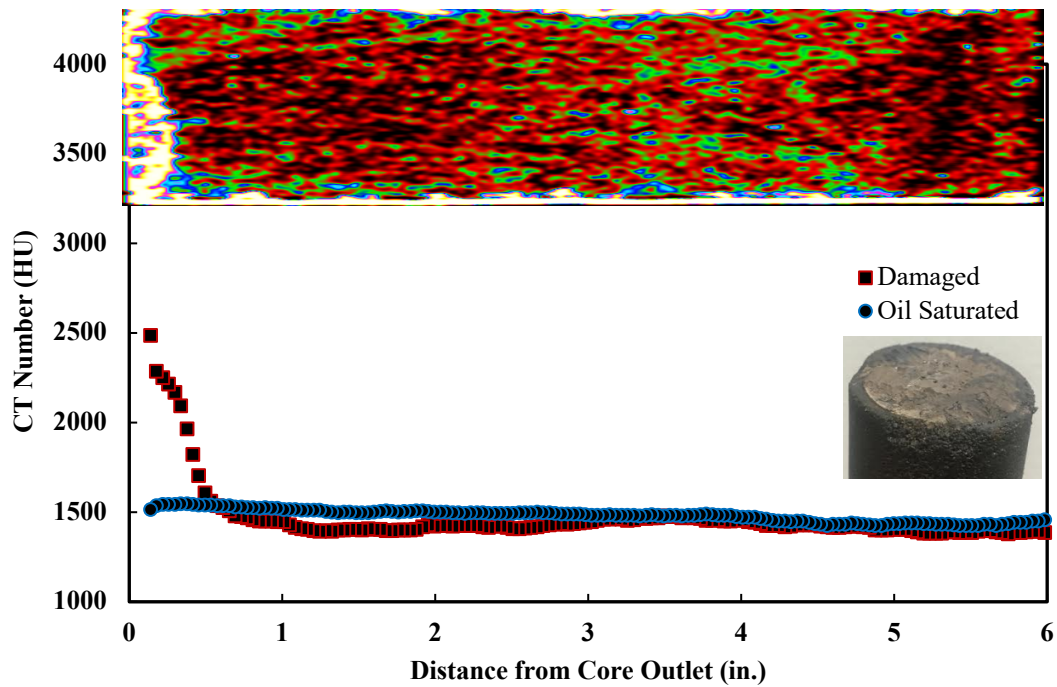 4000
3500
3000
2500
2000
1500
1000
CT Number (HU)
Damaged
Oil Saturated
0 1 2 3 4 5 6
Distance from Core Outlet (in.)